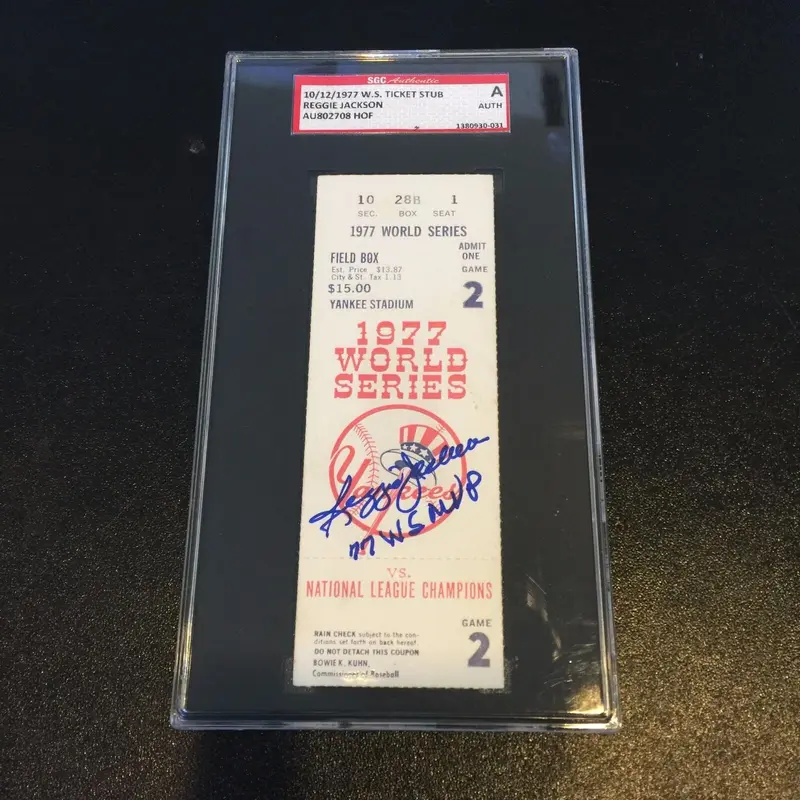 SGC Authentic
10/12/1977 W.S. TICKET STUB A
REGGIE JACKSON AUTH
AU802708 HOF
1380930-031
10 28B 1
SEC. BOX SEAT
1977 WORLD SERIES
ADMIT
ONE
FIELD BOX
GAME
Est. Price $13.87
City & St. Tax 1.13
2
$15.00
YANKEE STADIUM
1977
WORLD
SERIES
Yankees
Reggie Jackson
77 WS MVP
VS.
NATIONAL LEAGUE CHAMPIONS
GAME
2
RAIN CHECK subject to the con-
ditions set forth on back hereof
DO NOT DETACH THIS COUPON
BOWIE K. KUHN,
Commissioner of Baseball